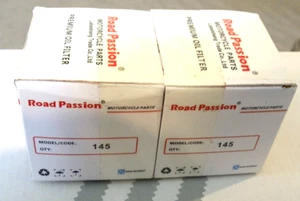 Road Passion
MOTORCYCLE PARTS
PREMIUM OIL FILTER
Road Passion
MOTORCYCLE PARTS
PREMIUM OIL FILTER
Road Passion®
MOTORCYCLE PARTS
MODEL/CODE: 145
QTY:
Road Passion®
MOTORCYCLE PARTS
MODEL/CODE: 145
QTY: